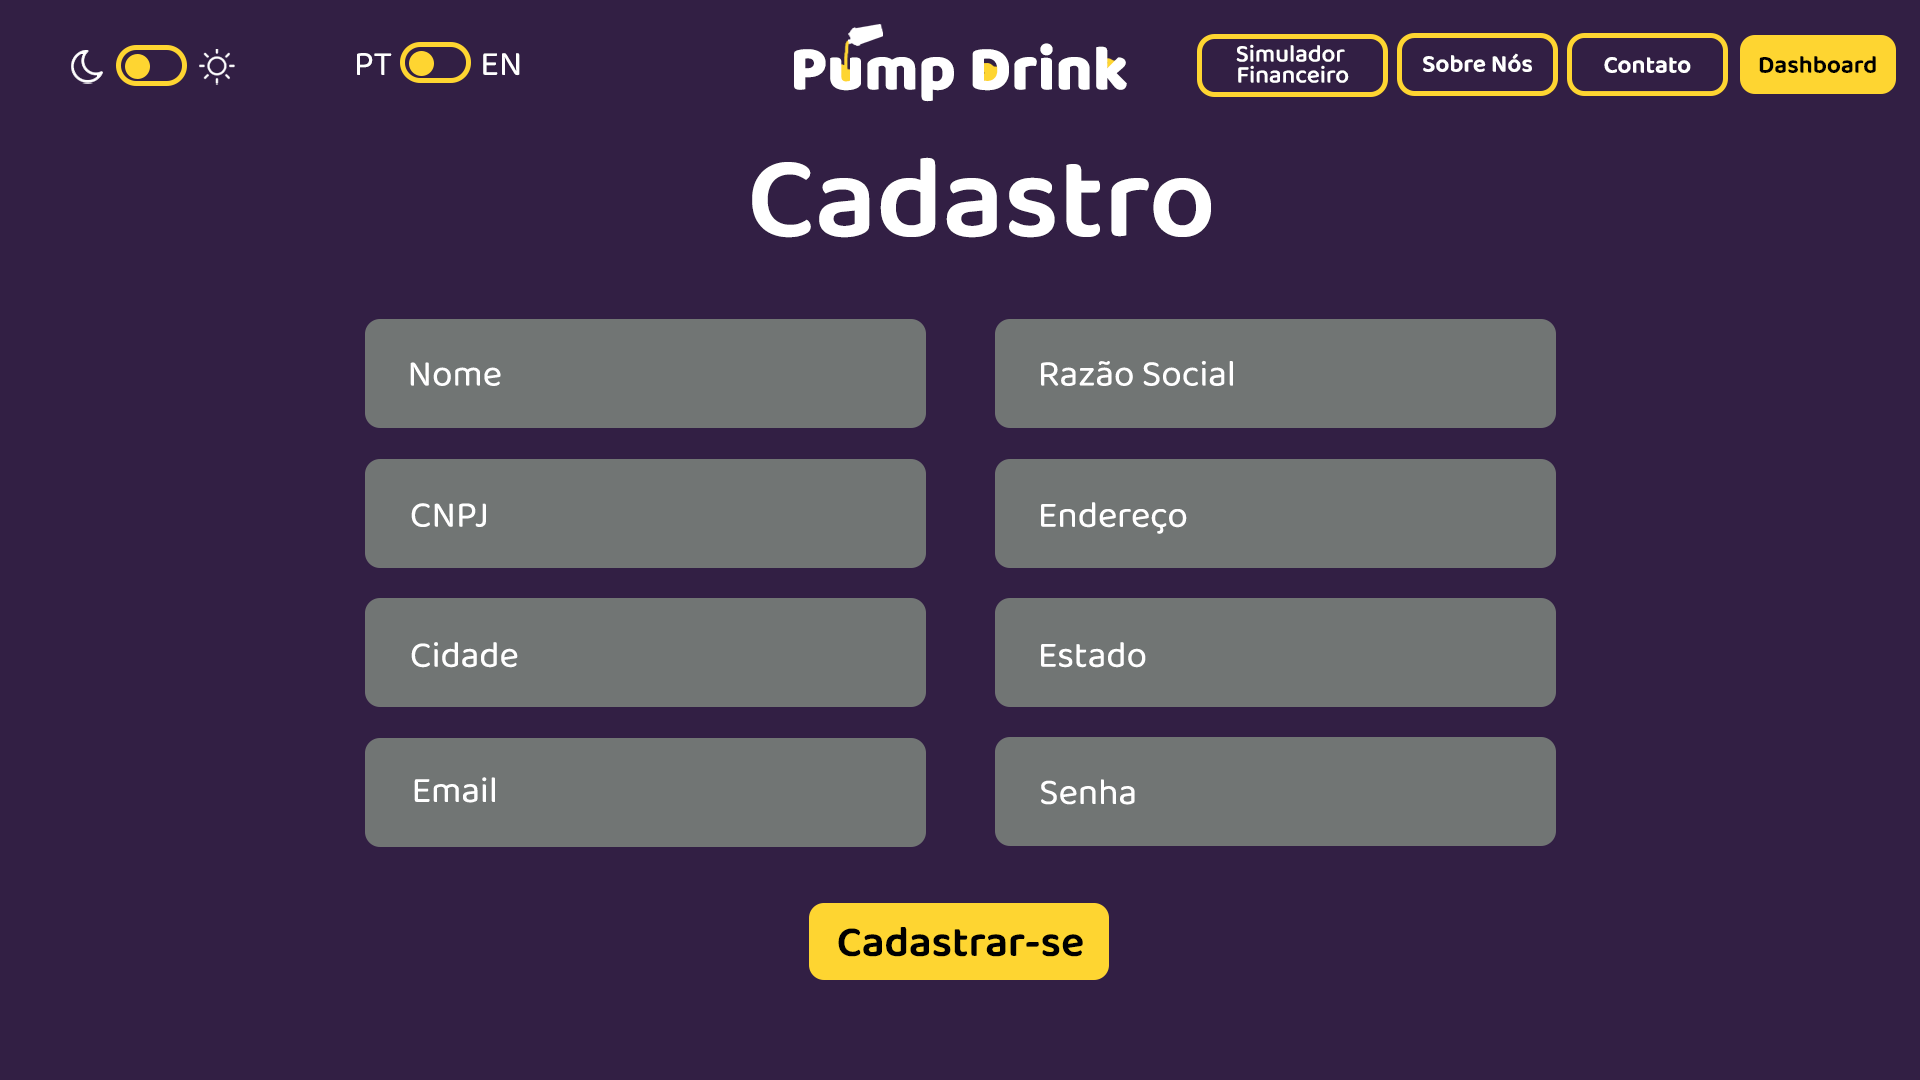 PT EN
Pump Drink
Simulador
Financeiro
Sobre Nós
Contato
Dashboard
Cadastro
Nome
Razão Social
CNPJ
Endereço
Cidade
Estado
Email
Senha
Cadastrar-se